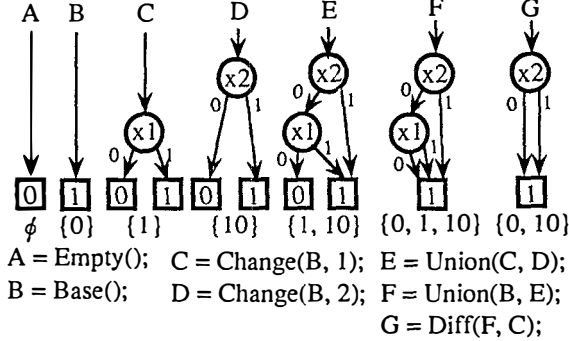 A B C D E F G
x2 x2 x2 x2
0 1 0 1 0 1 0 1
x1 x1 x1
0 1 0 1 0 1
0 1 0 1 0 1 0 1 1 1
ϕ {0} {1} {10} {1, 10} {0, 1, 10} {0, 10}
A = Empty(); C = Change(B, 1); E = Union(C, D);
B = Base(); D = Change(B, 2); F = Union(B, E);
G = Diff(F, C);